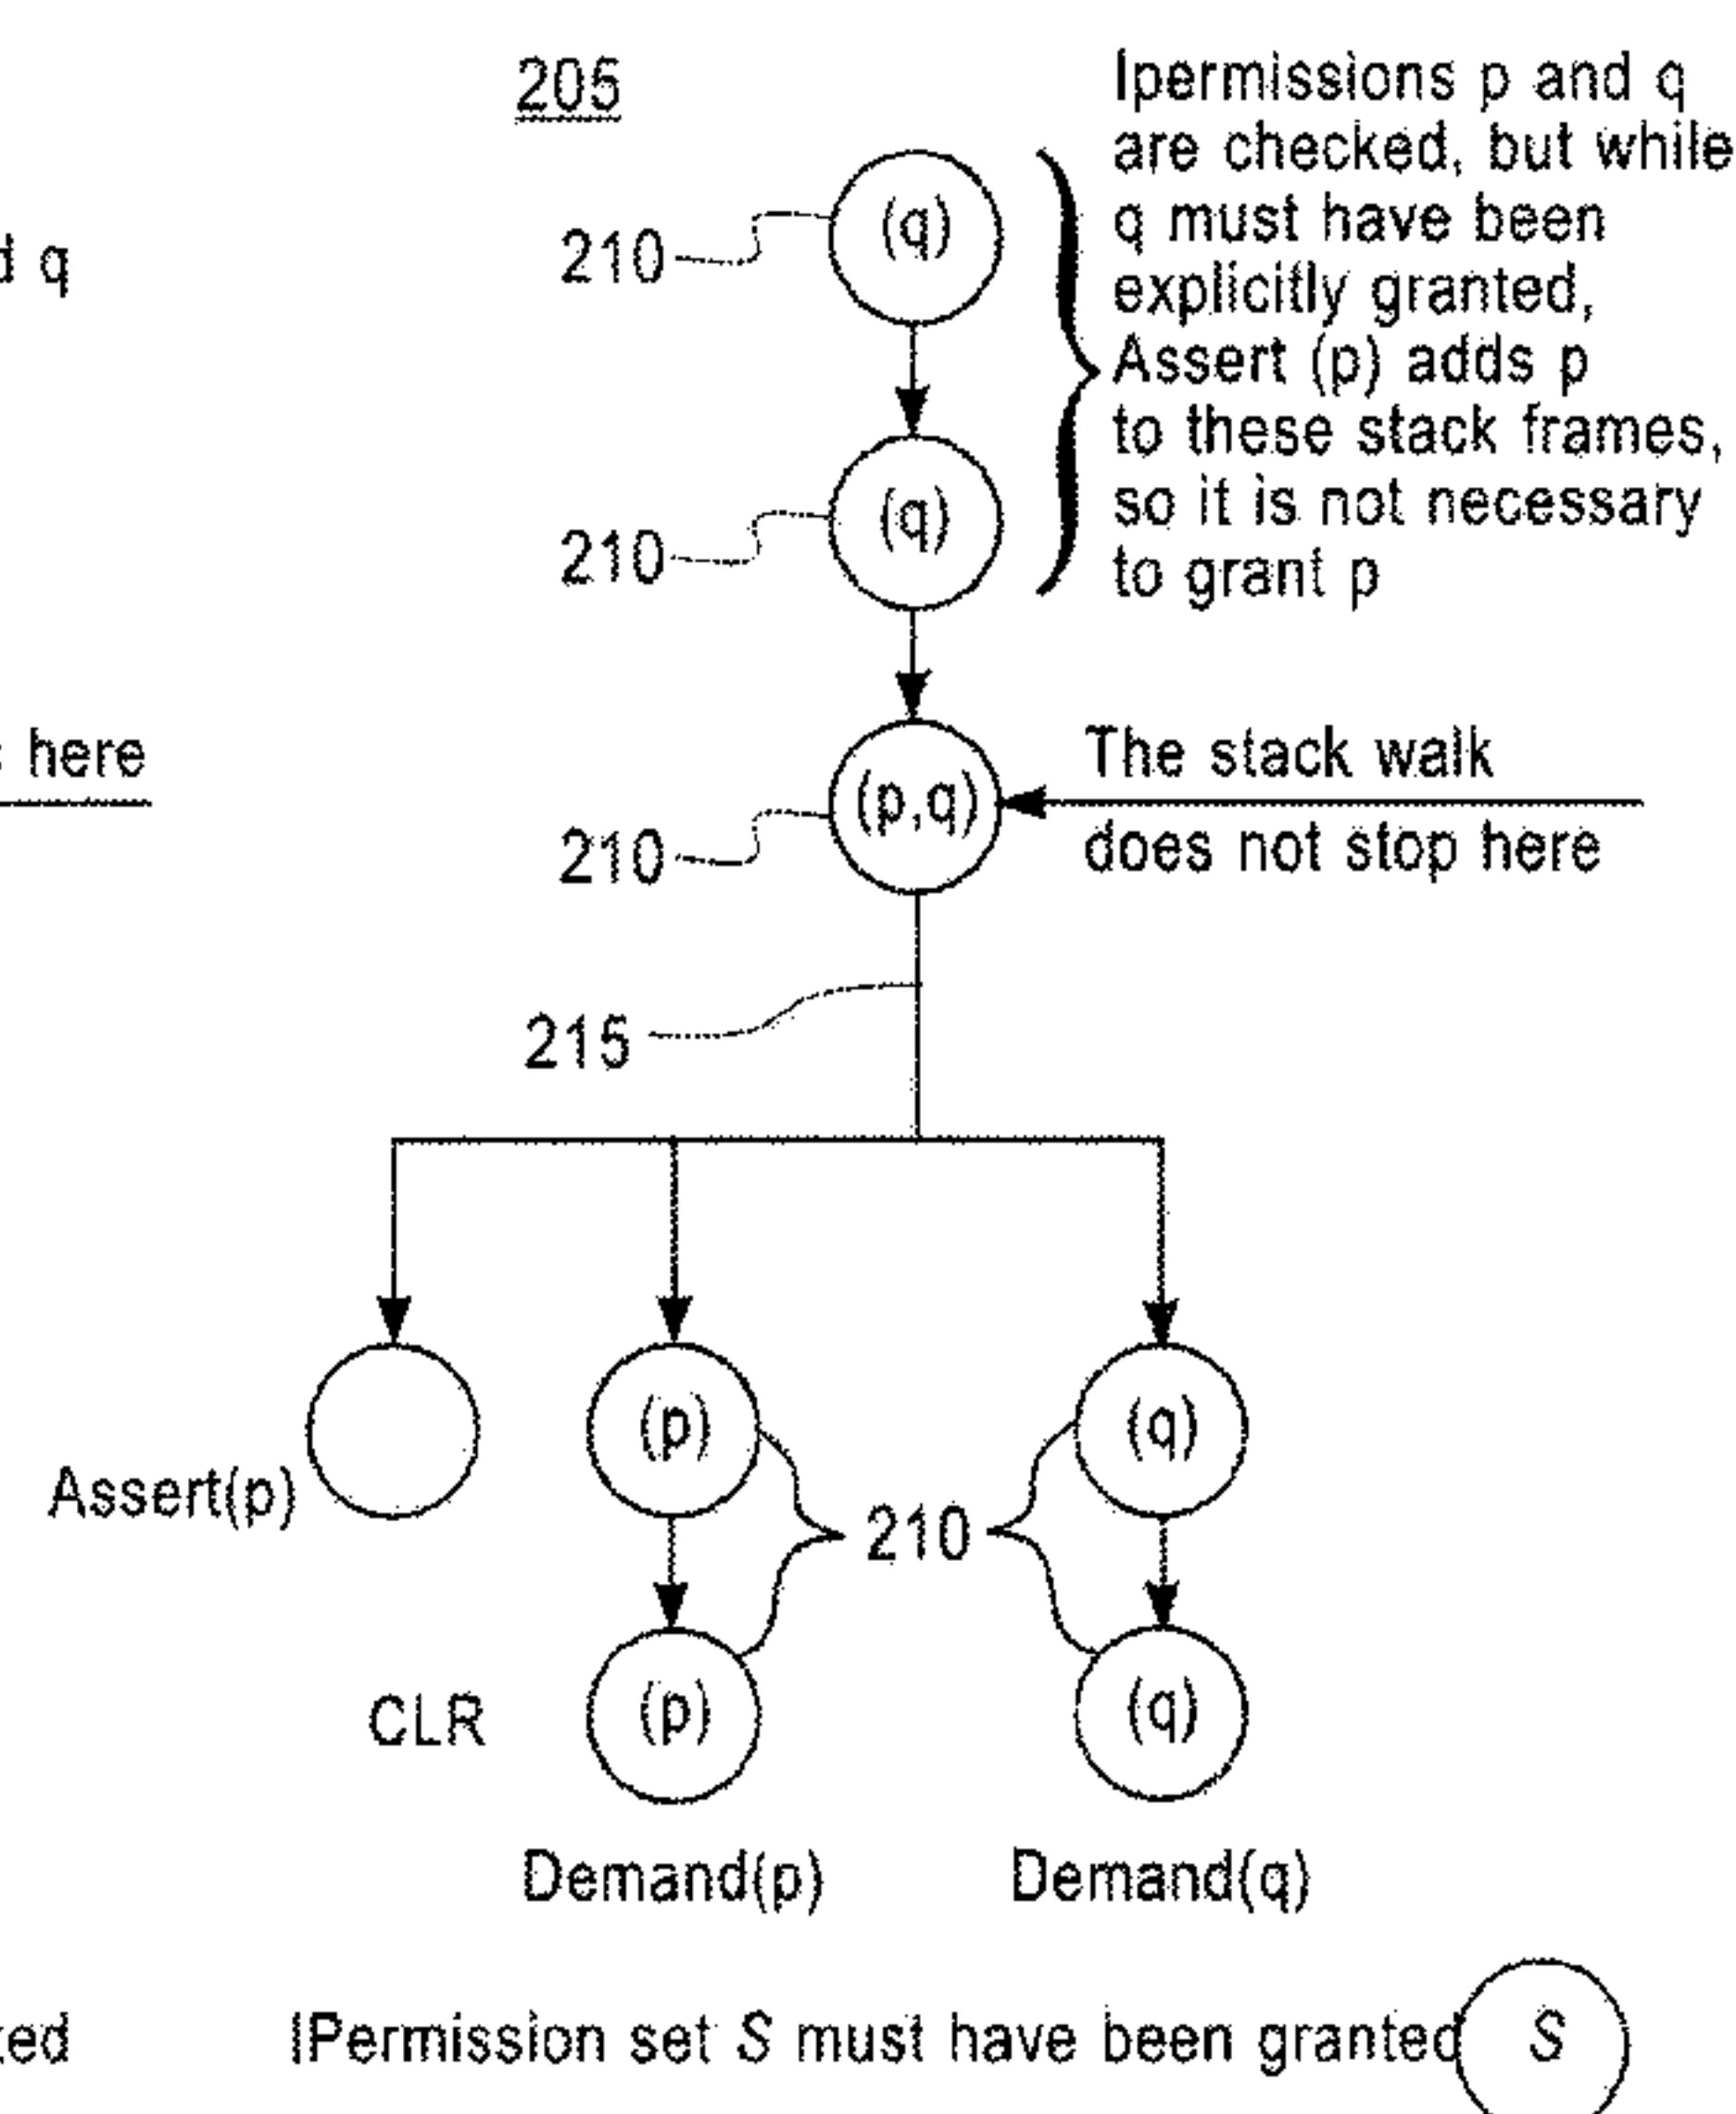 205
Ipermissions p and q
are checked, but while
q must have been
explicitly granted,
Assert (p) adds p
to these stack frames,
so it is not necessary
to grant p
(q)
210
q
(q)
210
here
The stack walk
does not stop here
(p,q)
210
215
(p)
(q)
Assert(p)
210
CLR
(p)
(q)
Demand(p)
Demand(q)
IPermission set S must have been granted
S